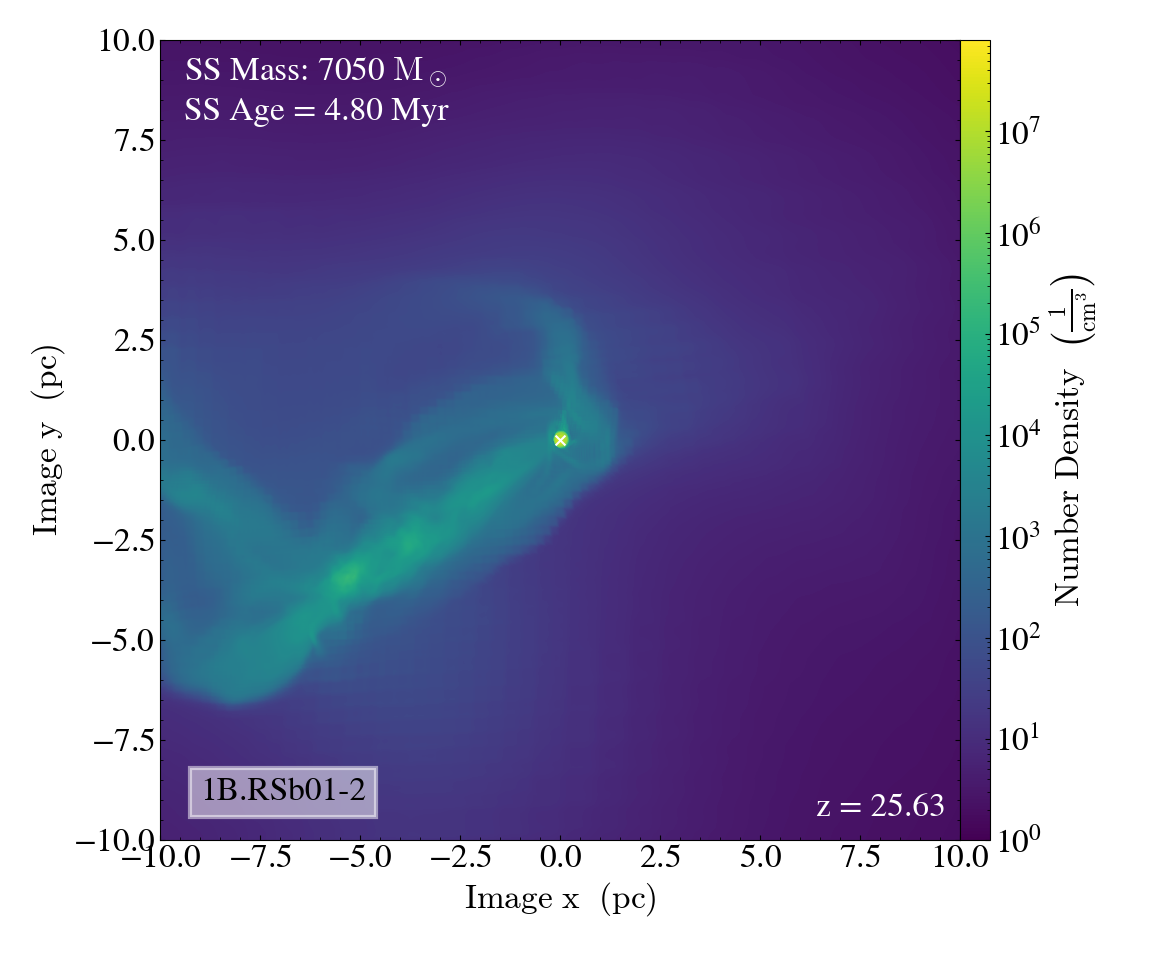 SS Mass: 7050 M⊙
SS Age = 4.80 Myr
1B.RSb01-2
z = 25.63
10.0
7.5
5.0
2.5
0.0
−2.5
−5.0
−7.5
−10.0
Image y (pc)
−10.0 −7.5 −5.0 −2.5 0.0 2.5 5.0 7.5 10.0
Image x (pc)
10⁷
10⁶
10⁵
10⁴
10³
10²
10¹
10⁰
Number Density (1/cm³)